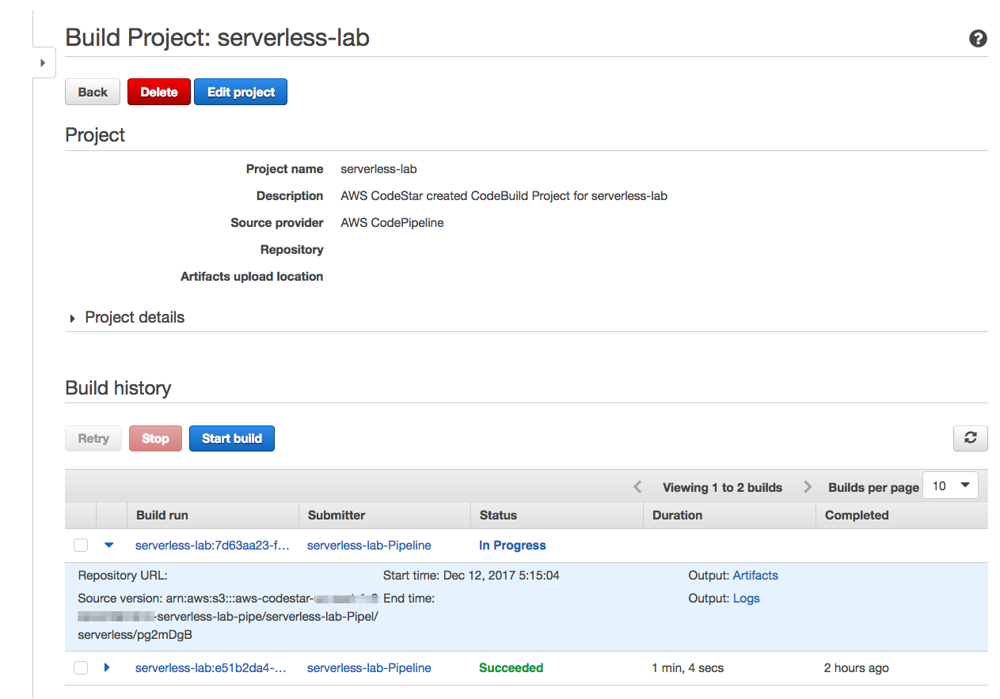 Build Project: serverless-lab
Back Delete Edit project
Project
Project name serverless-lab
Description AWS CodeStar created CodeBuild Project for serverless-lab
Source provider AWS CodePipeline
Repository
Artifacts upload location
Project details
Build history
Retry Stop Start build
Viewing 1 to 2 builds Builds per page 10
Build run Submitter Status Duration Completed
serverless-lab:7d63aa23-f... serverless-lab-Pipeline In Progress
Repository URL: Start time: Dec 12, 2017 5:15:04 Output: Artifacts
Source version: arn:aws:s3:::aws-codestar- End time: Output: Logs
-serverless-lab-pipe/serverless-lab-Pipel/
serverless/pg2mDgB
serverless-lab:e51b2da4-... serverless-lab-Pipeline Succeeded 1 min, 4 secs 2 hours ago